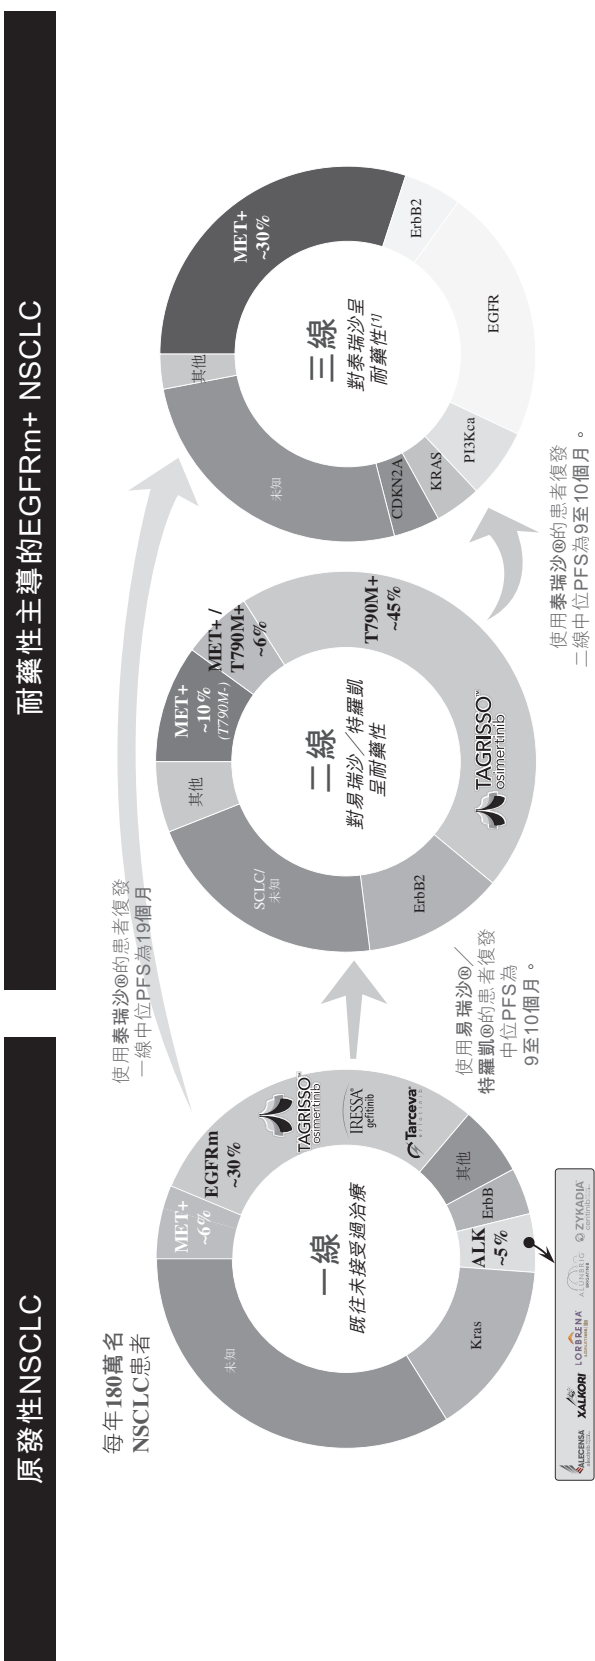 原發性NSCLC
耐藥性主導的EGFRm+ NSCLC
每年180萬名
NSCLC患者
一線
既往未接受過治療
MET+
~6%
EGFRm
~30%
TAGRISSO™
osimertinib
IRESSA®
gefitinib
Tarceva®
erlotinib
其他
ErbB
ALK
~5%
Kras
未知
ALECENSA
XALKORI
LORBRENA
ALUNBRIG
ZYKADIA
使用泰瑞沙®的患者復發
一線中位PFS為19個月
使用易瑞沙®╱
特羅凱®的患者復發
中位PFS為
9至10個月。
二線
對易瑞沙╱特羅凱
呈耐藥性
MET+
~10%
(T790M-)
MET+ /
T790M+
~6%
T790M+
~45%
TAGRISSO™
osimertinib
ErbB2
SCLC/
未知
其他
使用泰瑞沙®的患者復發
二線中位PFS為9至10個月。
三線
對泰瑞沙呈
耐藥性[1]
MET+
~30%
ErbB2
EGFR
PI3Kca
KRAS
CDKN2A
未知
其他